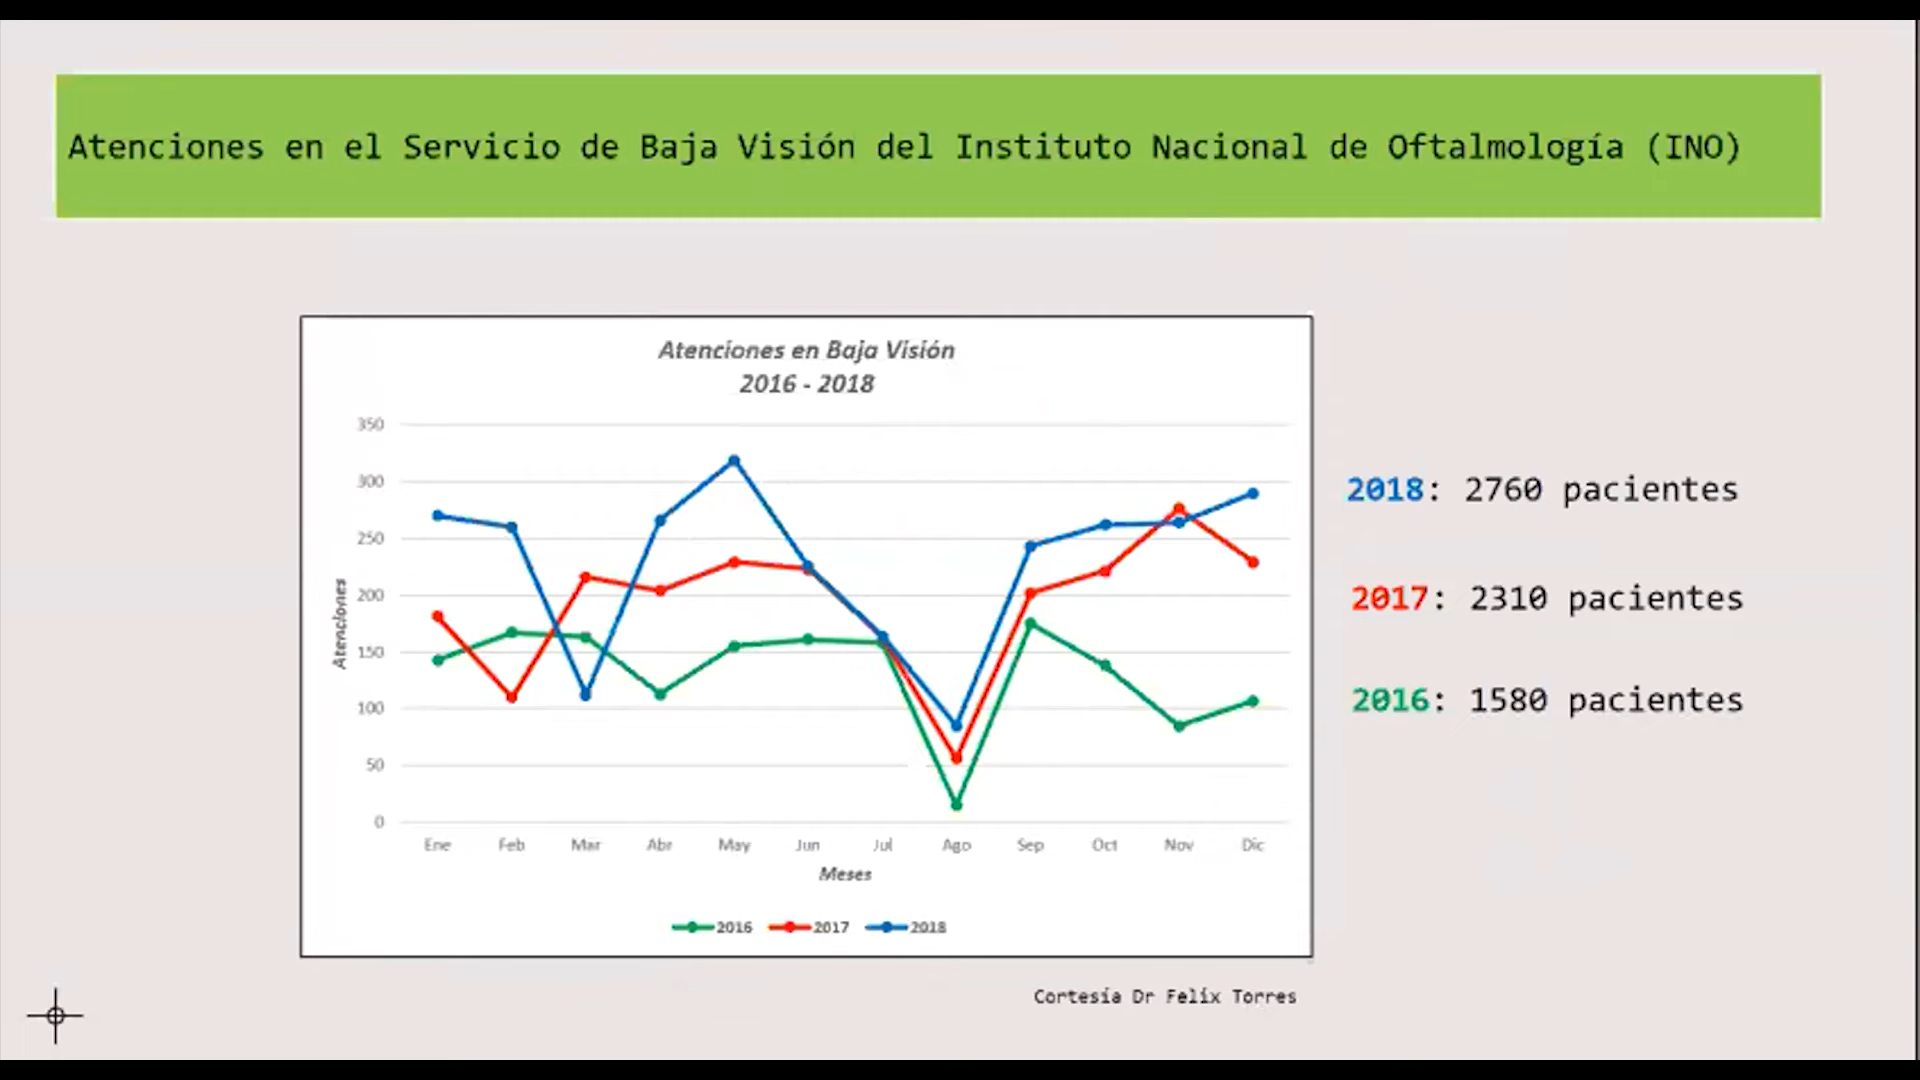 Atenciones en el Servicio de Baja Visión del Instituto Nacional de Oftalmología (INO)
Atenciones en Baja Visión
2016 - 2018
350
300
250
200
150
100
50
0
Atenciones
Ene Feb Mar Abr May Jun Jul Ago Sep Oct Nov Dic
Meses
2016 2017 2018
2018: 2760 pacientes
2017: 2310 pacientes
2016: 1580 pacientes
Cortesía Dr Felix Torres